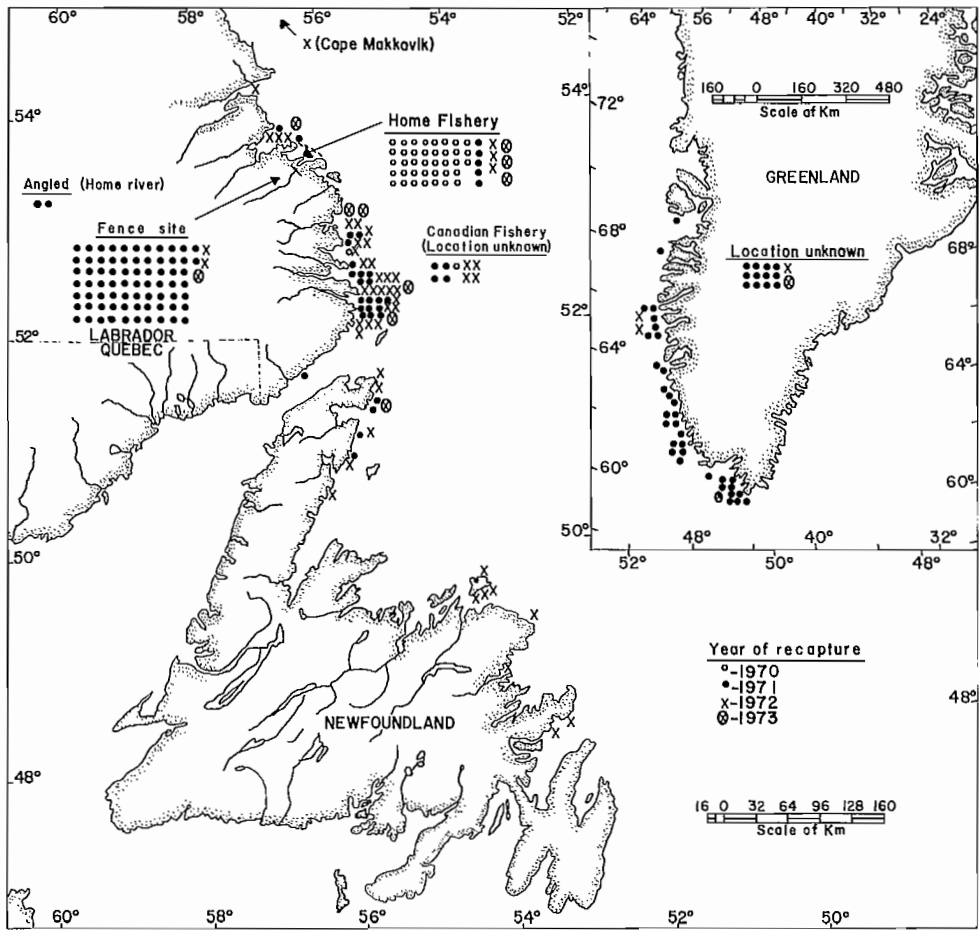 60° 58° 56° 54° 52° 64° 56 48° 40° 32° 24°
x (Cape Makkovik)
160 0 160 320 480
Scale of Km
54° 54° 72°
Home Fishery
GREENLAND
Angled (Home river)
Fence site
Canadian Fishery
(Location unknown)
68° 68°
Location unknown
LABRADOR
QUEBEC
52° 52°
64° 64°
60° 60°
50° 50°
48° 40° 32°
52° 50° 48°
Year of recapture
o-1970
●-1971
x-1972
⊗-1973
48°
NEWFOUNDLAND
48°
16 0 32 64 96 128 160
Scale of Km
60° 58° 56° 54° 52° 50°